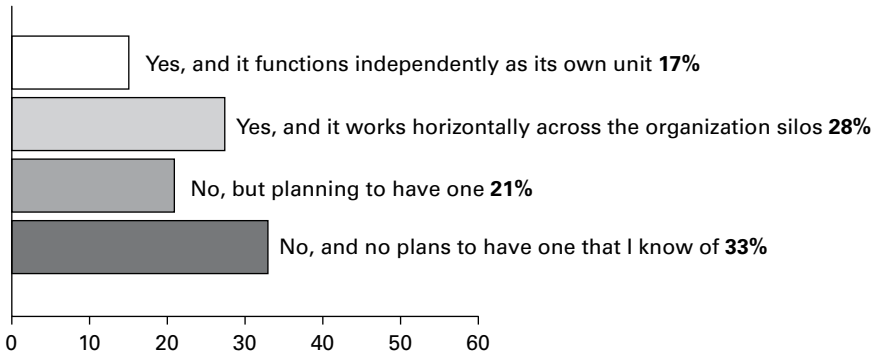 Yes, and it functions independently as its own unit 17%
Yes, and it works horizontally across the organization silos 28%
No, but planning to have one 21%
No, and no plans to have one that I know of 33%
0 10 20 30 40 50 60